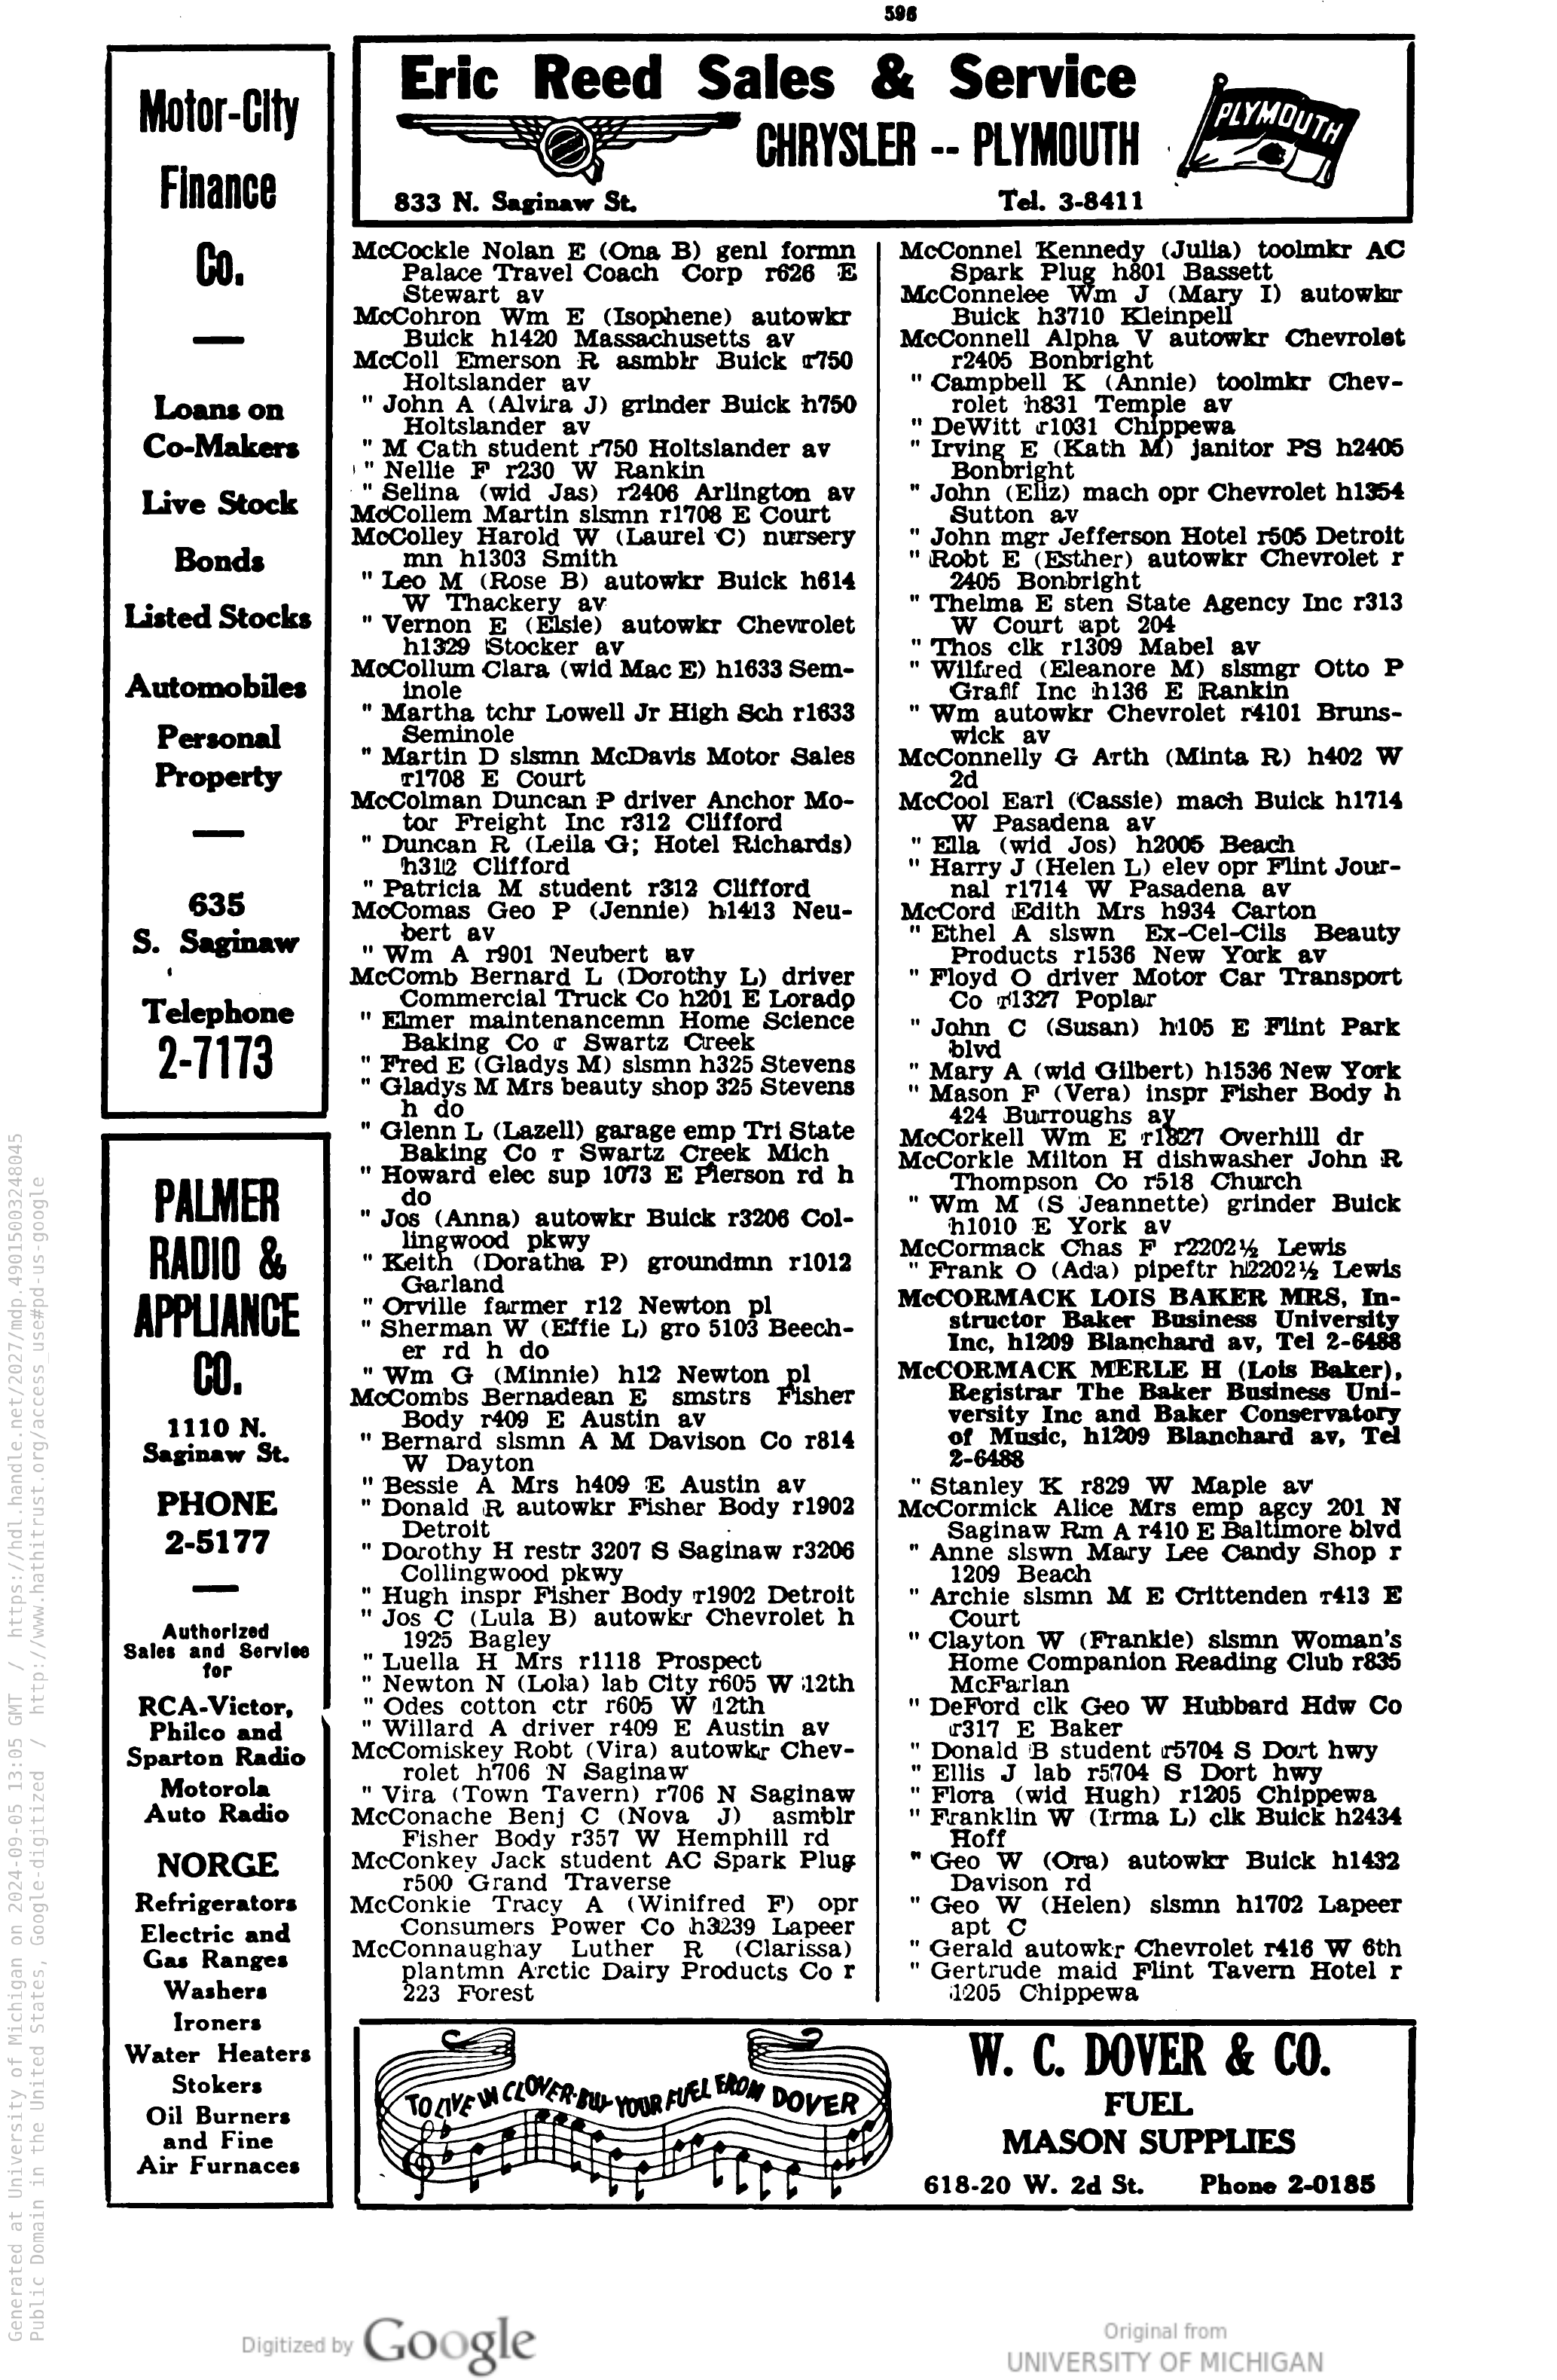 596
Motor-City
Finance
Co.
Loans on
Co-Makers
Live Stock
Bonds
Listed Stocks
Automobiles
Personal
Property
635
S. Saginaw
Telephone
2-7173
PALMER
RADIO &
APPLIANCE
CO.
1110 N.
Saginaw St.
PHONE
2-5177
Authorized
Sales and Service
for
RCA-Victor,
Philco and
Sparton Radio
Motorola
Auto Radio
NORGE
Refrigerators
Electric and
Gas Ranges
Washers
Ironers
Water Heaters
Stokers
Oil Burners
and Fine
Air Furnaces
Eric Reed Sales & Service
CHRYSLER -- PLYMOUTH
PLYMOUTH
833 N. Saginaw St. Tel. 3-8411
McCockle Nolan E (Ona B) genl formn
Palace Travel Coach Corp r626 E
Stewart av
McCohron Wm E (Isophene) autowkr
Buick h1420 Massachusetts av
McColl Emerson R asmblr Buick r750
Holtslander av
" John A (Alvira J) grinder Buick h750
Holtslander av
" M Cath student r750 Holtslander av
" Nellie F r230 W Rankin
" Selina (wid Jas) r2406 Arlington av
McCollem Martin slsmn r1708 E Court
McColley Harold W (Laurel C) nursery
mn h1303 Smith
" Leo M (Rose B) autowkr Buick h614
W Thackery av
" Vernon E (Elsie) autowkr Chevrolet
h1329 Stocker av
McCollum Clara (wid Mac E) h1633 Sem-
inole
" Martha tchr Lowell Jr High Sch r1633
Seminole
" Martin D slsmn McDavis Motor Sales
r1708 E Court
McColman Duncan P driver Anchor Mo-
tor Freight Inc r312 Clifford
" Duncan R (Leila G; Hotel Richards)
h312 Clifford
" Patricia M student r312 Clifford
McComas Geo P (Jennie) h1413 Neu-
bert av
" Wm A r901 Neubert av
McComb Bernard L (Dorothy L) driver
Commercial Truck Co h201 E Lorado
" Elmer maintenancemn Home Science
Baking Co r Swartz Creek
" Fred E (Gladys M) slsmn h325 Stevens
" Gladys M Mrs beauty shop 325 Stevens
h do
" Glenn L (Lazell) garage emp Tri State
Baking Co r Swartz Creek Mich
" Howard elec sup 1073 E Pierson rd h
do
" Jos (Anna) autowkr Buick r3206 Col-
lingwood pkwy
" Keith (Doratha P) groundmn r1012
Garland
" Orville farmer r12 Newton pl
" Sherman W (Effie L) gro 5103 Beech-
er rd h do
" Wm G (Minnie) h12 Newton pl
McCombs Bernadean E smstrs Fisher
Body r409 E Austin av
" Bernard slsmn A M Davison Co r814
W Dayton
" Bessie A Mrs h409 E Austin av
" Donald R autowkr Fisher Body r1902
Detroit
" Dorothy H restr 3207 S Saginaw r3206
Collingwood pkwy
" Hugh inspr Fisher Body r1902 Detroit
" Jos C (Lula B) autowkr Chevrolet h
1925 Bagley
" Luella H Mrs r1118 Prospect
" Newton N (Lola) lab City r605 W 12th
" Odes cotton ctr r605 W 12th
" Willard A driver r409 E Austin av
McComiskey Robt (Vira) autowkr Chev-
rolet h706 N Saginaw
" Vira (Town Tavern) r706 N Saginaw
McConache Benj C (Nova J) asmblr
Fisher Body r357 W Hemphill rd
McConkey Jack student AC Spark Plug
r500 Grand Traverse
McConkie Tracy A (Winifred F) opr
Consumers Power Co h3239 Lapeer
McConnaughay Luther R (Clarissa)
plantmn Arctic Dairy Products Co r
223 Forest
McConnel Kennedy (Julia) toolmkr AC
Spark Plug h801 Bassett
McConnelee Wm J (Mary I) autowkr
Buick h3710 Kleinpell
McConnell Alpha V autowkr Chevrolet
r2405 Bonbright
" Campbell K (Annie) toolmkr Chev-
rolet h831 Temple av
" DeWitt r1031 Chippewa
" Irving E (Kath M) janitor PS h2405
Bonbright
" John (Eliz) mach opr Chevrolet h1354
Sutton av
" John mgr Jefferson Hotel r505 Detroit
" Robt E (Esther) autowkr Chevrolet r
2405 Bonbright
" Thelma E sten State Agency Inc r313
W Court apt 204
" Thos clk r1309 Mabel av
" Wilfred (Eleanore M) slsmgr Otto P
Graff Inc h136 E Rankin
" Wm autowkr Chevrolet r4101 Bruns-
wick av
McConnelly G Arth (Minta R) h402 W
2d
McCool Earl (Cassie) mach Buick h1714
W Pasadena av
" Ella (wid Jos) h2005 Beach
" Harry J (Helen L) elev opr Flint Jour-
nal r1714 W Pasadena av
McCord Edith Mrs h934 Carton
" Ethel A slswn Ex-Cel-Cils Beauty
Products r1536 New York av
" Floyd O driver Motor Car Transport
Co r1327 Poplar
" John C (Susan) h105 E Flint Park
blvd
" Mary A (wid Gilbert) h1536 New York
" Mason F (Vera) inspr Fisher Body h
424 Burroughs av
McCorkell Wm E r1827 Overhill dr
McCorkle Milton H dishwasher John R
Thompson Co r518 Church
" Wm M (S Jeannette) grinder Buick
h1010 E York av
McCormack Chas F r2202½ Lewis
" Frank O (Ada) pipeftr h2202½ Lewis
McCORMACK LOIS BAKER MRS, In-
structor Baker Business University
Inc, h1209 Blanchard av, Tel 2-6488
McCORMACK MERLE H (Lois Baker),
Registrar The Baker Business Uni-
versity Inc and Baker Conservatory
of Music, h1209 Blanchard av, Tel
2-6488
" Stanley K r829 W Maple av
McCormick Alice Mrs emp agcy 201 N
Saginaw Rm A r410 E Baltimore blvd
" Anne slswn Mary Lee Candy Shop r
1209 Beach
" Archie slsmn M E Crittenden r413 E
Court
" Clayton W (Frankie) slsmn Woman's
Home Companion Reading Club r835
McFarlan
" DeFord clk Geo W Hubbard Hdw Co
r317 E Baker
" Donald B student r5704 S Dort hwy
" Ellis J lab r5704 S Dort hwy
" Flora (wid Hugh) r1205 Chippewa
" Franklin W (Irma L) clk Buick h2434
Hoff
" Geo W (Ora) autowkr Buick h1432
Davison rd
" Geo W (Helen) slsmn h1702 Lapeer
apt C
" Gerald autowkr Chevrolet r416 W 6th
" Gertrude maid Flint Tavern Hotel r
1205 Chippewa
TO LIVE IN CLOVER-BUY YOUR FUEL FROM DOVER
W. C. DOVER & CO.
FUEL
MASON SUPPLIES
618-20 W. 2d St. Phone 2-0185
Generated at University of Michigan on 2024-09-05 13:05 GMT / https://hdl.handle.net/2027/mdp.49015003248045
Public Domain in the United States, Google-digitized / http://www.hathitrust.org/access_use#pd-us-google
Digitized by Google
Original from
UNIVERSITY OF MICHIGAN